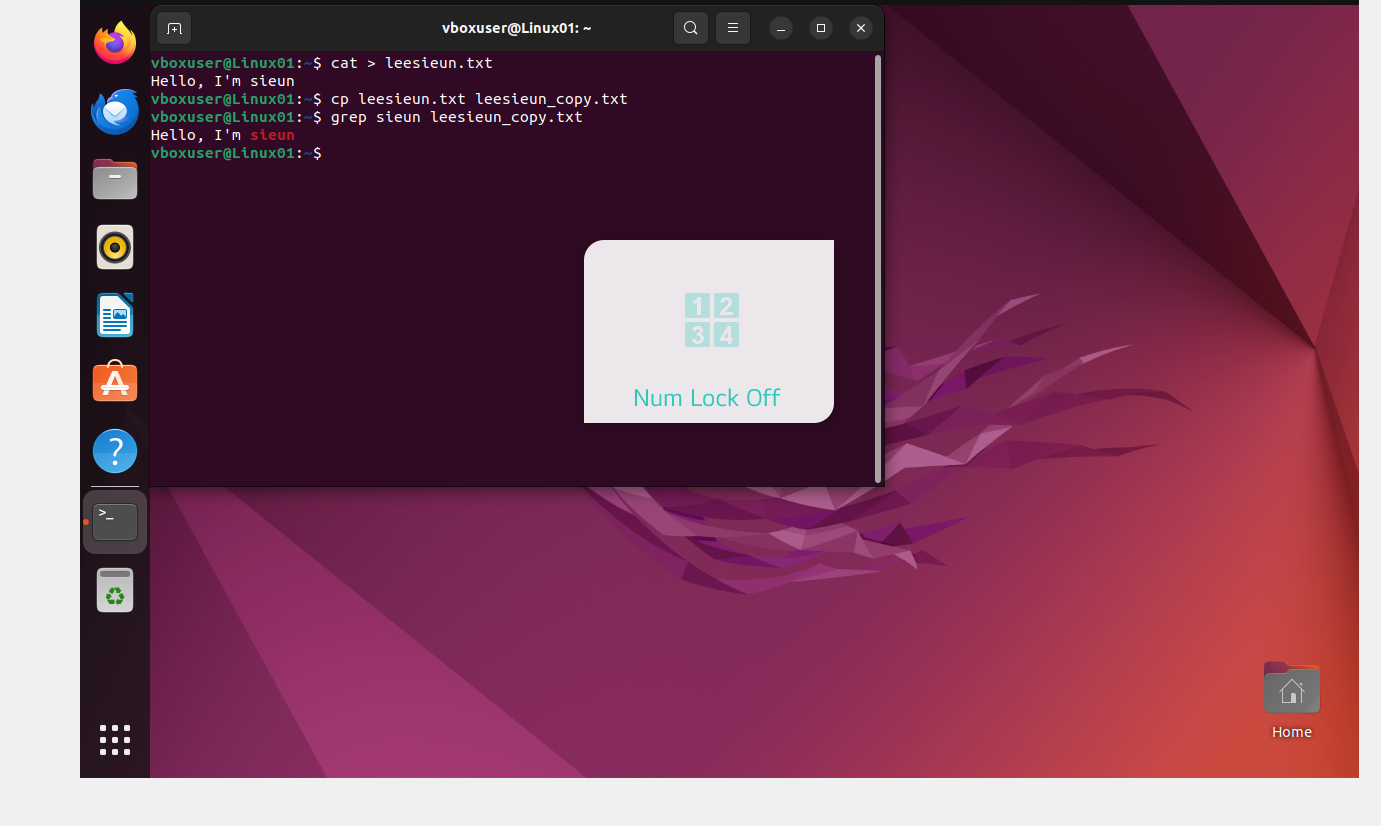 vboxuser@Linux01: ~
vboxuser@Linux01:~$ cat > leesieun.txt
Hello, I'm sieun
vboxuser@Linux01:~$ cp leesieun.txt leesieun_copy.txt
vboxuser@Linux01:~$ grep sieun leesieun_copy.txt
Hello, I'm sieun
vboxuser@Linux01:~$
1 2
3 4
Num Lock Off
>_
Home